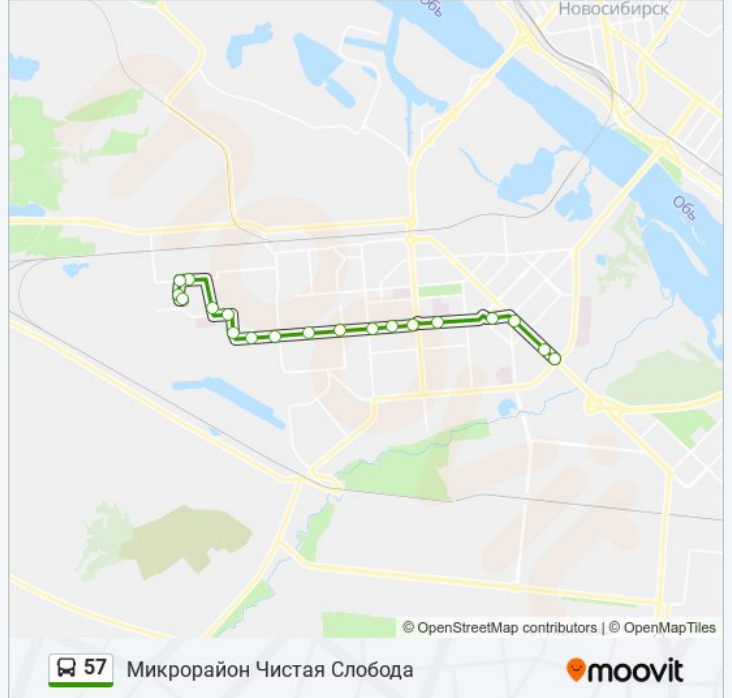 Обь
Новосибирск
Обь
© OpenStreetMap contributors | © OpenMapTiles
57 Микрорайон Чистая Слобода
moovit